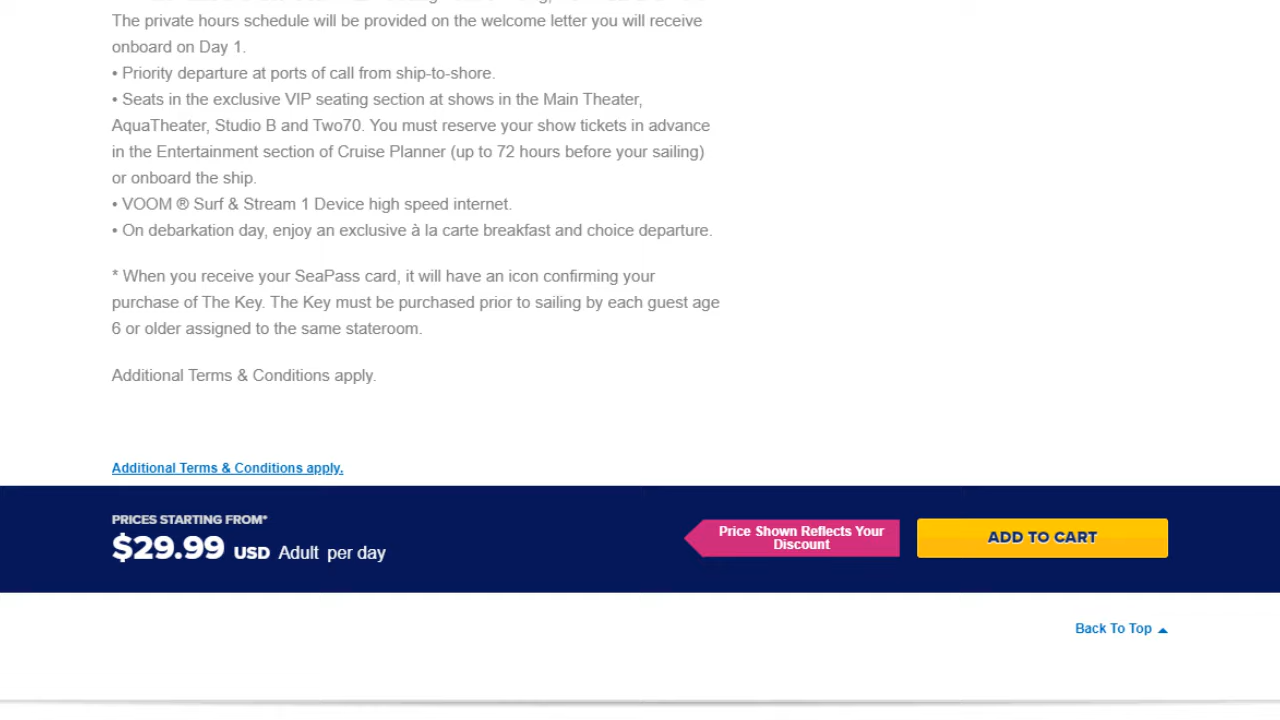 The private hours schedule will be provided on the welcome letter you will receive
onboard on Day 1.
• Priority departure at ports of call from ship-to-shore.
• Seats in the exclusive VIP seating section at shows in the Main Theater,
AquaTheater, Studio B and Two70. You must reserve your show tickets in advance
in the Entertainment section of Cruise Planner (up to 72 hours before your sailing)
or onboard the ship.
• VOOM ® Surf & Stream 1 Device high speed internet.
• On debarkation day, enjoy an exclusive à la carte breakfast and choice departure.
* When you receive your SeaPass card, it will have an icon confirming your
purchase of The Key. The Key must be purchased prior to sailing by each guest age
6 or older assigned to the same stateroom.
Additional Terms & Conditions apply.
Additional Terms & Conditions apply.
PRICES STARTING FROM*
$29.99 USD Adult per day
Price Shown Reflects Your
Discount
ADD TO CART
Back To Top